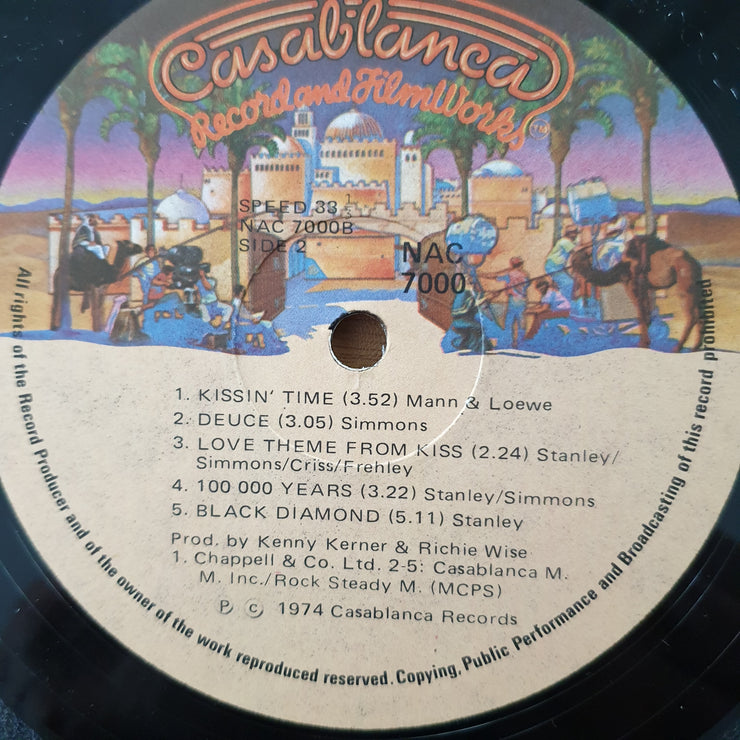 Casablanca
Record and FilmWorks
TM
SPEED 33 1/3
NAC 7000B
SIDE 2
NAC
7000
1. KISSIN' TIME (3.52) Mann & Loewe
2. DEUCE (3.05) Simmons
3. LOVE THEME FROM KISS (2.24) Stanley/
Simmons/Criss/Frehley
4. 100 000 YEARS (3.22) Stanley/Simmons
5. BLACK DIAMOND (5.11) Stanley
Prod. by Kenny Kerner & Richie Wise
1. Chappell & Co. Ltd. 2-5: Casablanca M.
M. Inc./Rock Steady M. (MCPS)
℗ © 1974 Casablanca Records
All rights of the Record Producer and of the owner of the work reproduced reserved. Copying, Public Performance and Broadcasting of this record prohibited